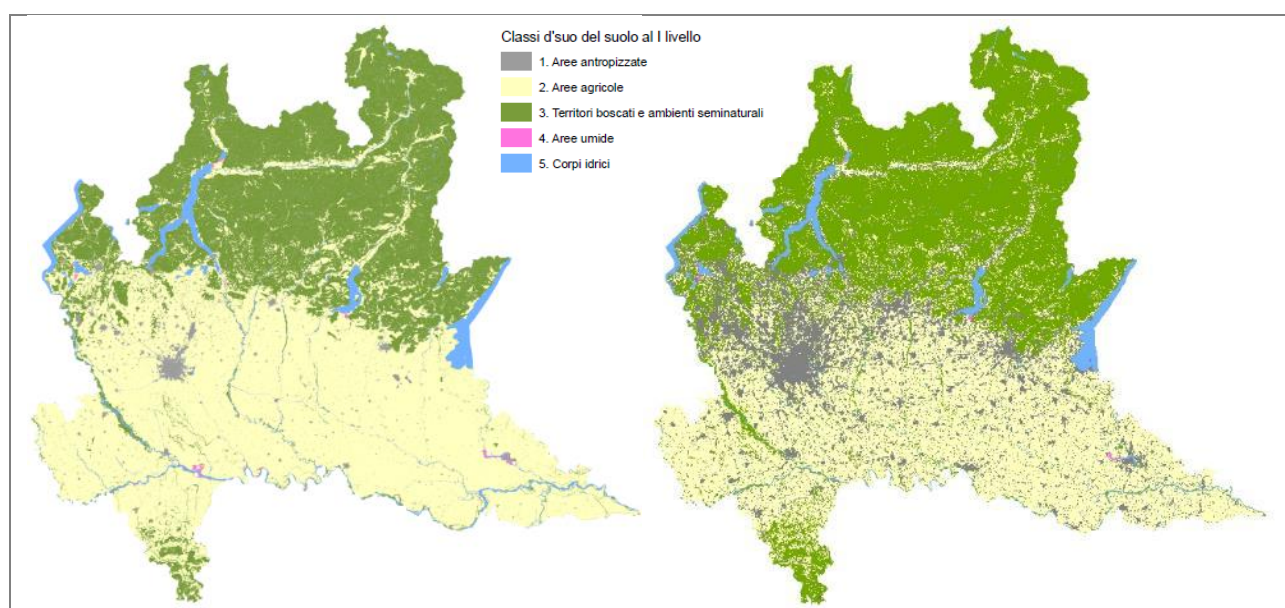 Classi d'suo del suolo al I livello
1. Aree antropizzate
2. Aree agricole
3. Territori boscati e ambienti seminaturali
4. Aree umide
5. Corpi idrici